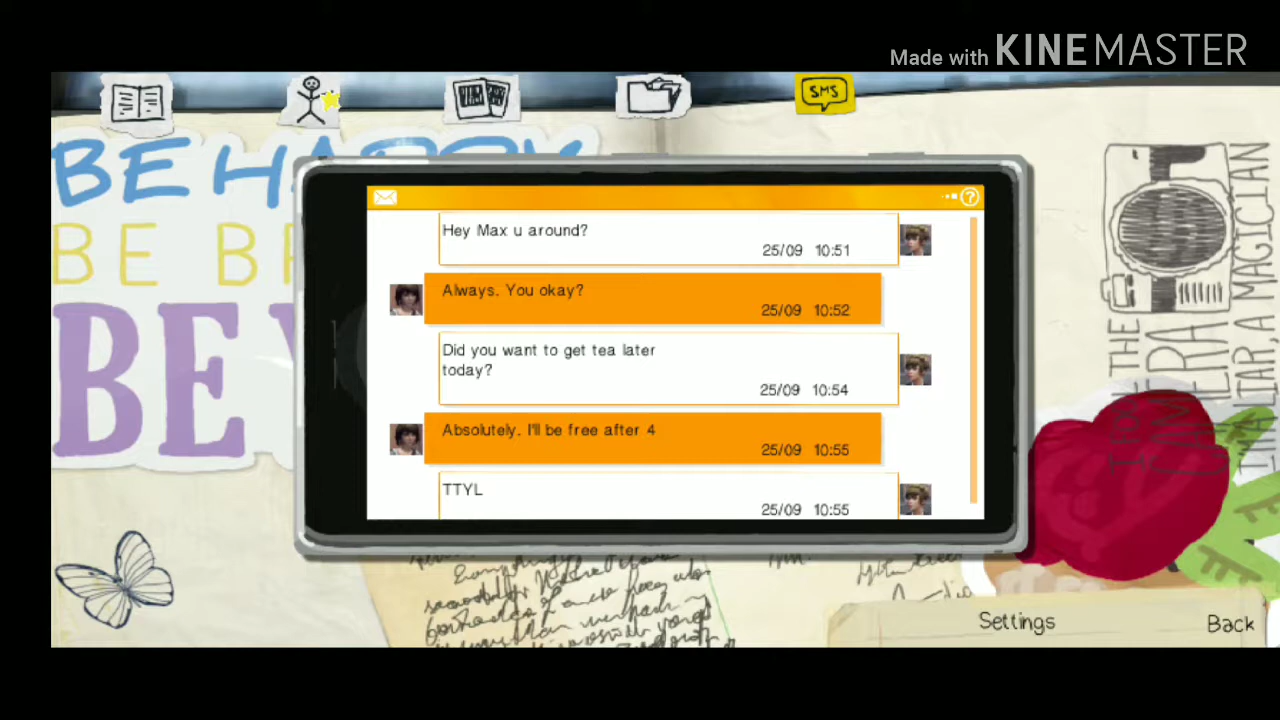 Made with KINEMASTER
SMS
BE HAPPY
BE
BE
Hey Max u around?
25/09 10:51
Always. You okay?
25/09 10:52
Did you want to get tea later
today?
25/09 10:54
Absolutely. I'll be free after 4
25/09 10:55
TTYL
25/09 10:55
THE
CAMERA
LIAR, A MAGICIAN
Settings
Back